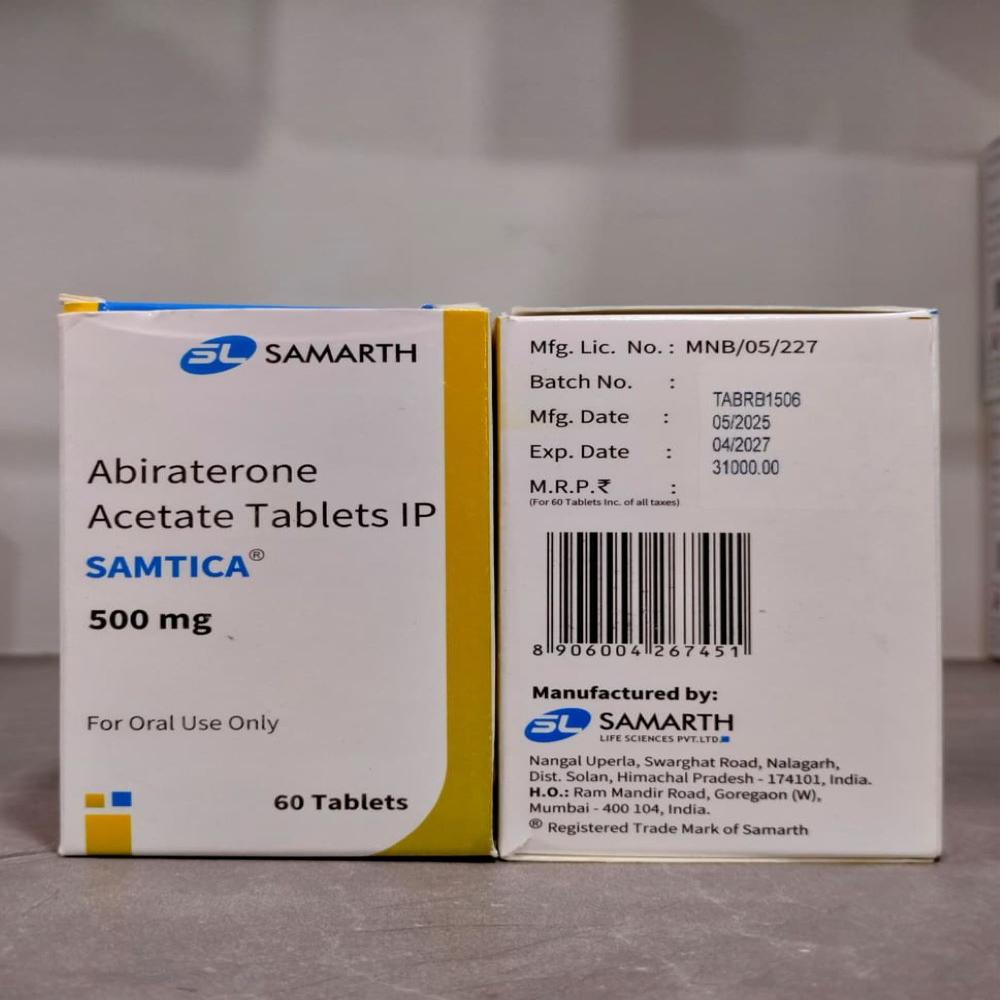 SL SAMARTH
Abiraterone
Acetate Tablets IP
SAMTICA®
500 mg
For Oral Use Only
60 Tablets
Mfg. Lic. No. : MNB/05/227
Batch No. : TABRB1506
Mfg. Date : 05/2025
Exp. Date : 04/2027
M.R.P.₹ : 31000.00
(For 60 Tablets Inc. of all taxes)
8 906004 267451
Manufactured by:
SL SAMARTH
LIFE SCIENCES PVT.LTD.
Nangal Uperla, Swarghat Road, Nalagarh,
Dist. Solan, Himachal Pradesh - 174101, India.
H.O.: Ram Mandir Road, Goregaon (W),
Mumbai - 400 104, India.
® Registered Trade Mark of Samarth